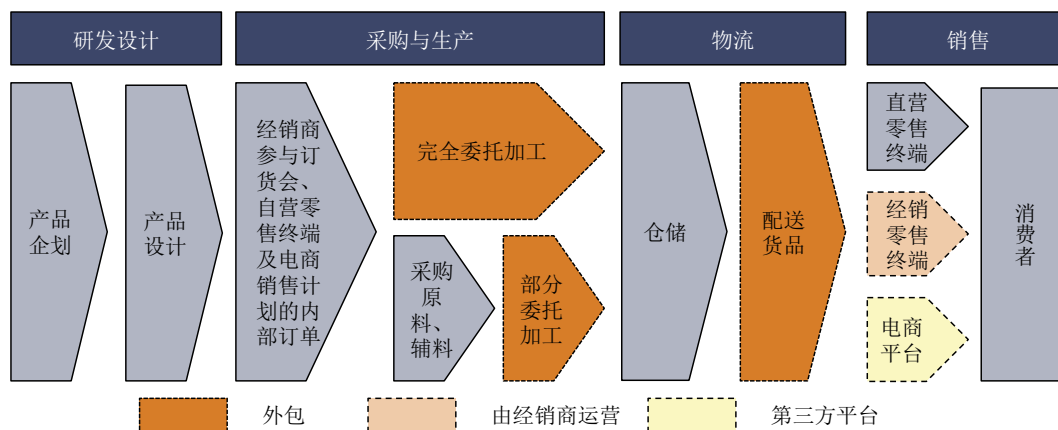 研发设计
采购与生产
物流
销售
产品
企划
产品
设计
经销商
参与订
货会、
自营零
售终端
及电商
销售计
划的内
部订单
完全委托加工
采购
原
料、
辅料
部分
委托
加工
仓储
配送
货品
直营
零售
终端
经销
零售
终端
电商
平台
消
费
者
外包
由经销商运营
第三方平台